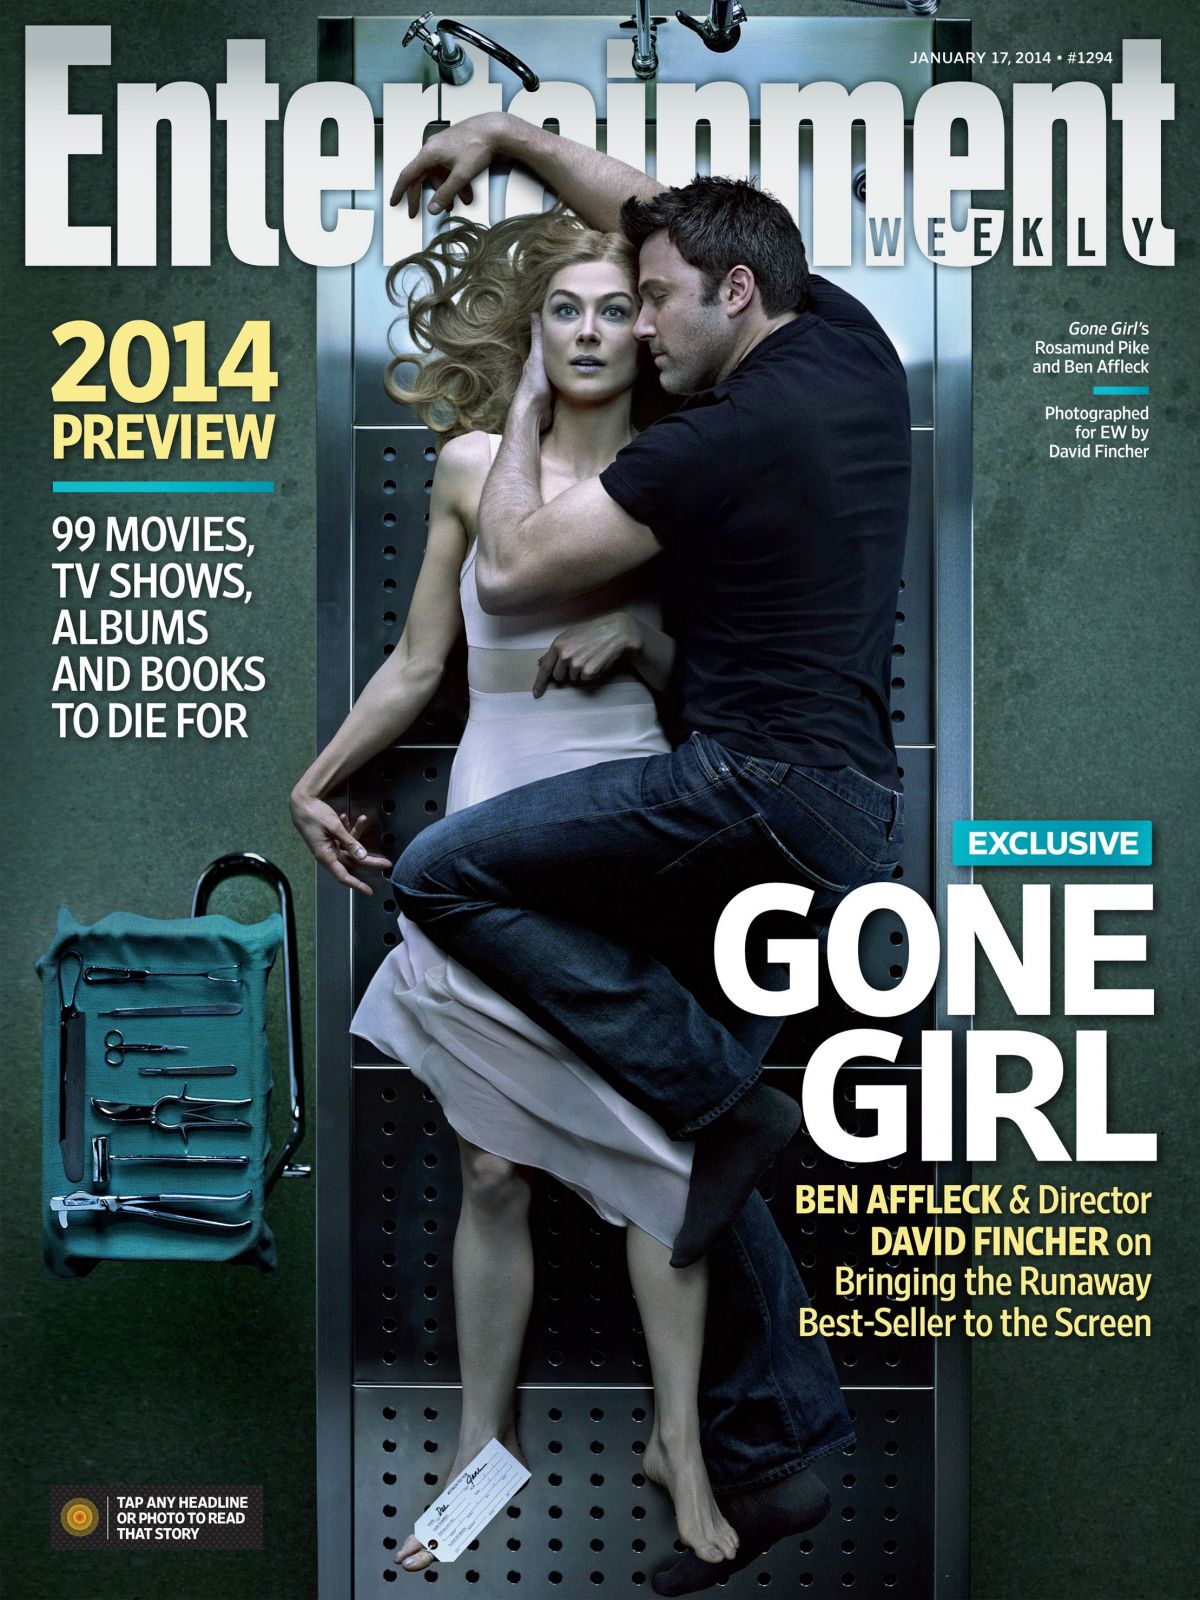 JANUARY 17, 2014 • #1294
Entertainment
WEEKLY
2014
PREVIEW
99 MOVIES,
TV SHOWS,
ALBUMS
AND BOOKS
TO DIE FOR
Gone Girl's
Rosamund Pike
and Ben Affleck
Photographed
for EW by
David Fincher
EXCLUSIVE
GONE
GIRL
BEN AFFLECK & Director
DAVID FINCHER on
Bringing the Runaway
Best-Seller to the Screen
TAP ANY HEADLINE
OR PHOTO TO READ
THAT STORY
Doe Jane